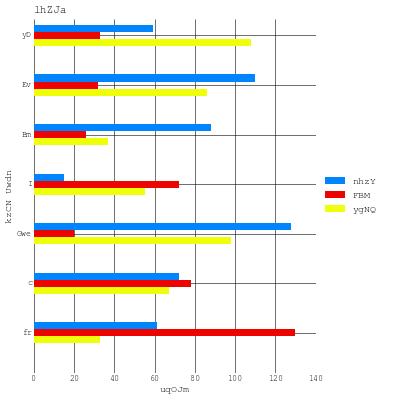 1hZJa
yD
Ev
Bm
I
Gwe
c
fr
kzCN Uwdn
0 20 40 60 80 100 120 140
uqOJm
nhzY
FBM
ygNQ